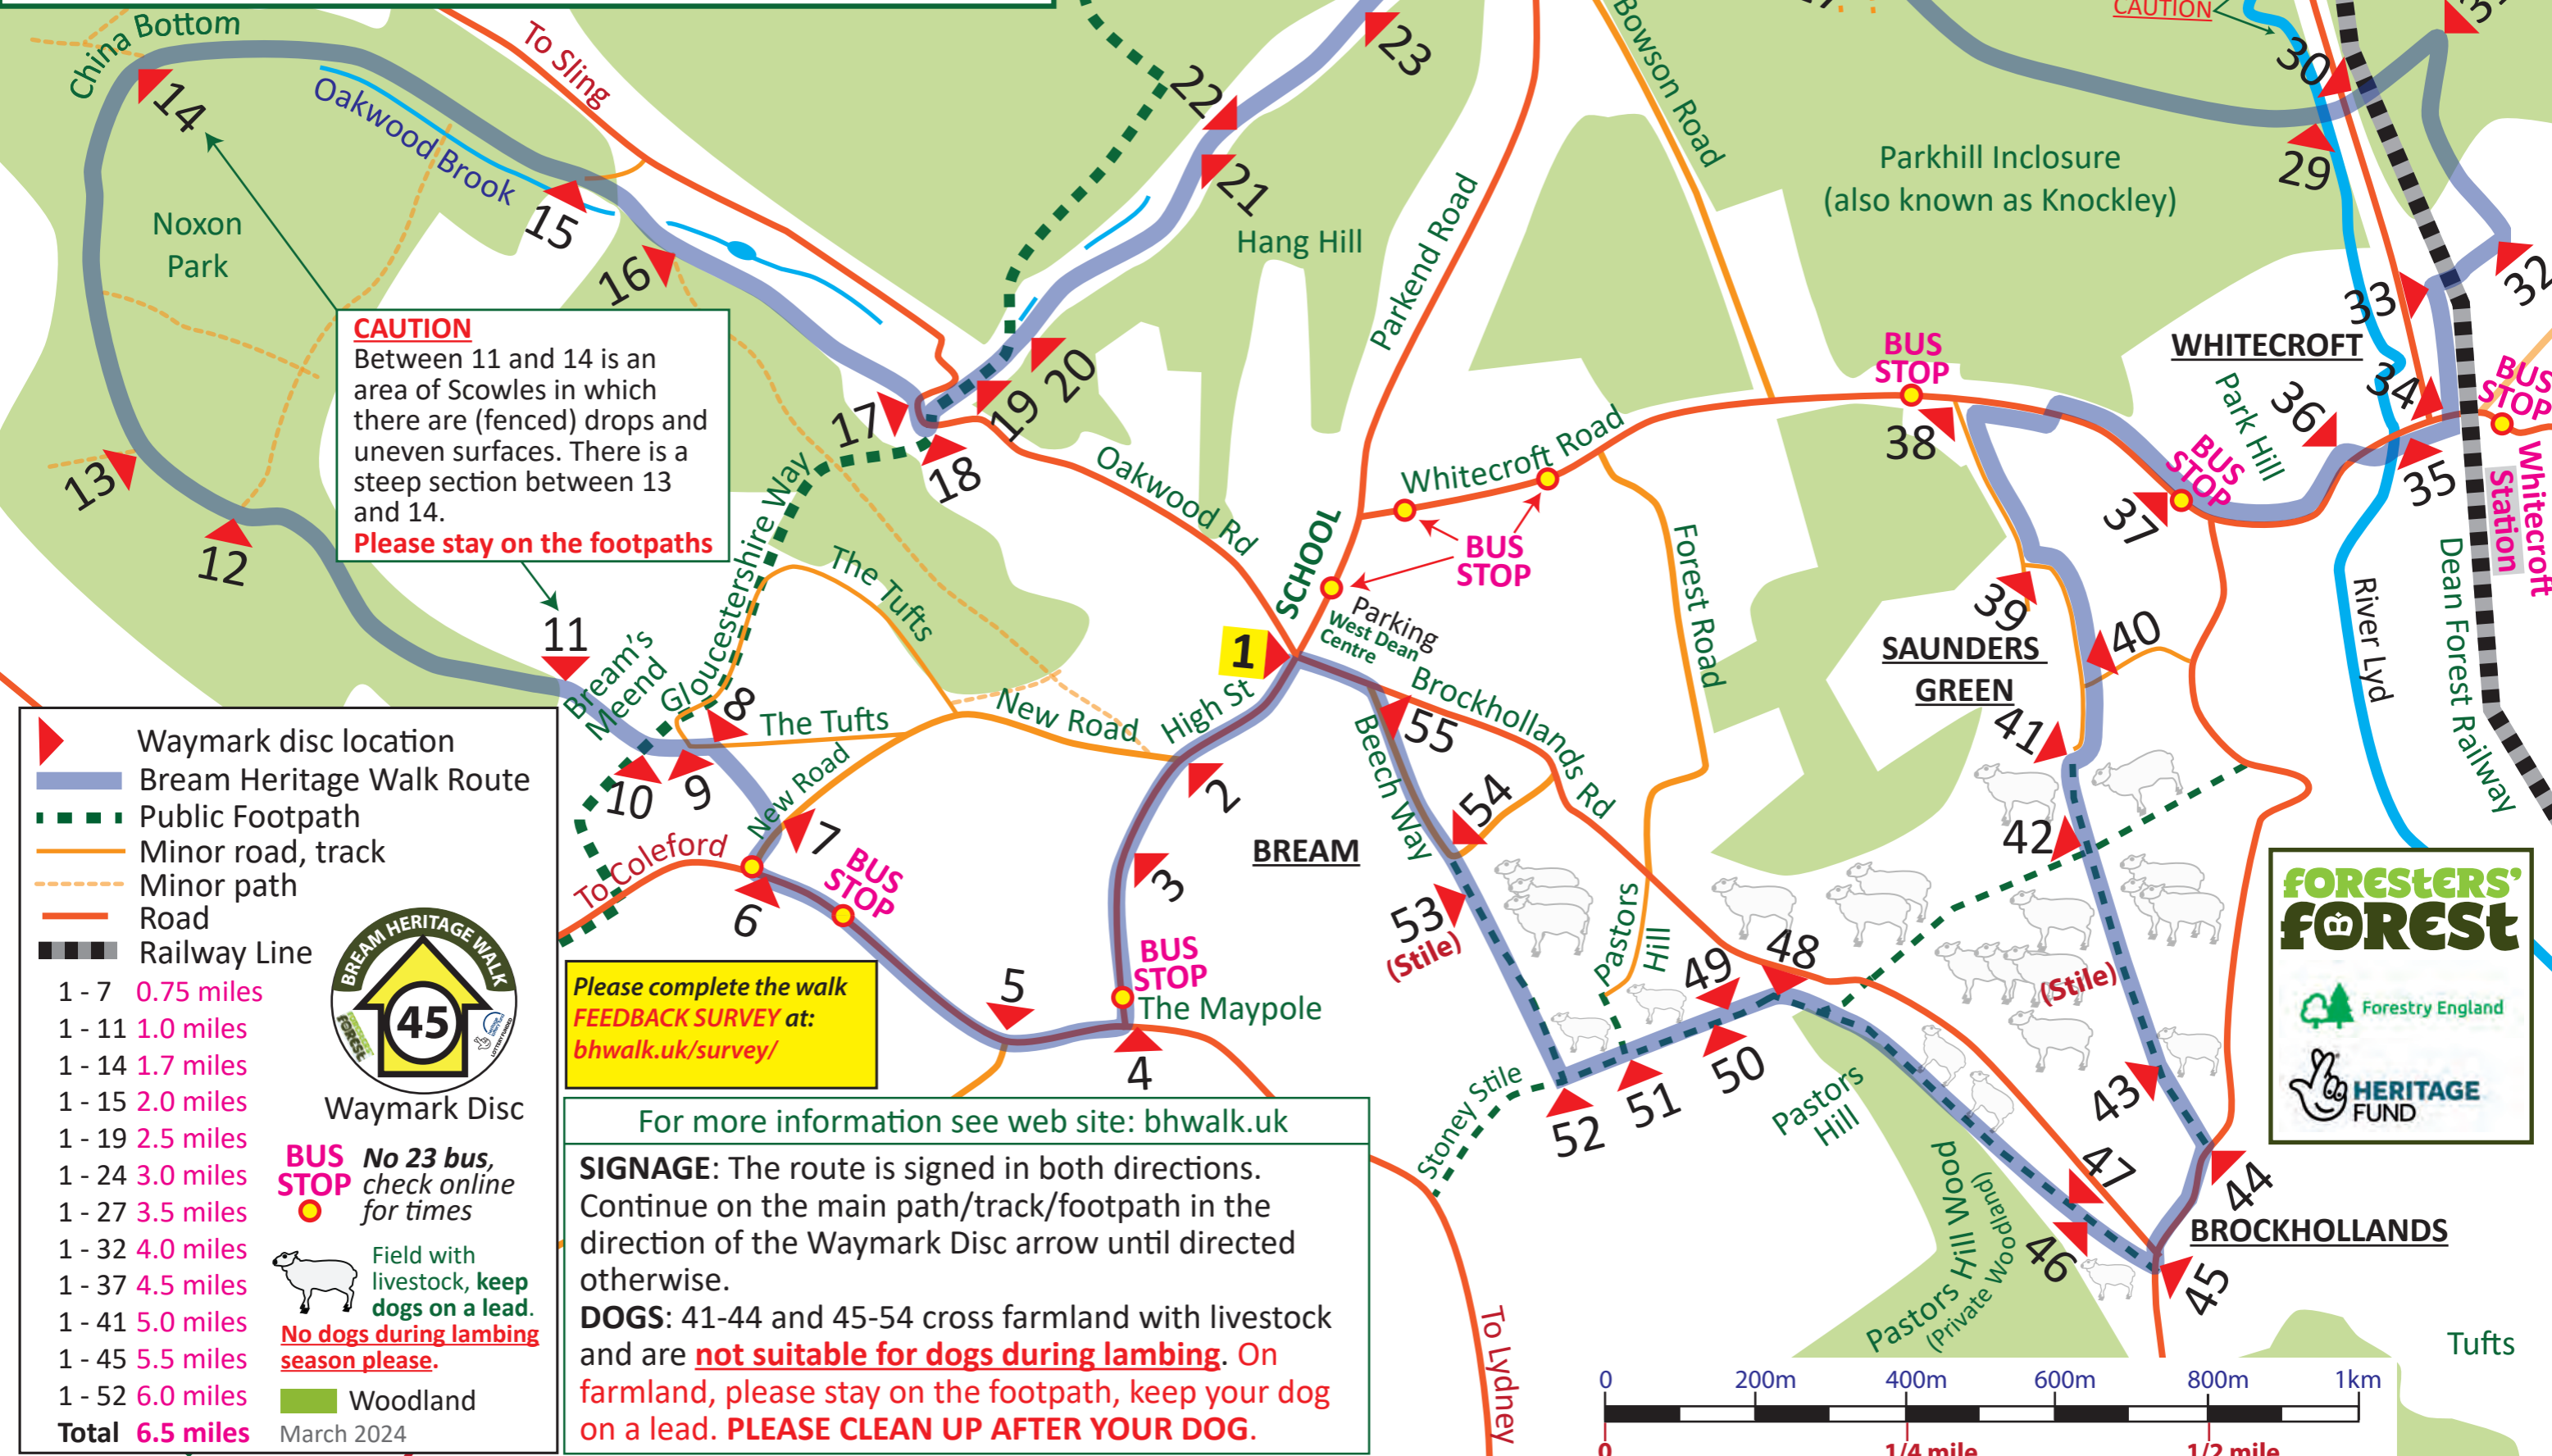 China Bottom
14
Oakwood Brook
To Sling
15
16
Noxon
Park
13
12
CAUTION
Between 11 and 14 is an
area of Scowles in which
there are (fenced) drops and
uneven surfaces. There is a
steep section between 13
and 14.
Please stay on the footpaths
11
Bream's
Meend
Gloucestershire Way
17
18
19
20
21
22
23
Hang Hill
Parkend Road
Bowson Road
Parkhill Inclosure
(also known as Knockley)
CAUTION
30
29
32
33
34
WHITECROFT
Park Hill
36
35
BUS
STOP
BUS
STOP
Whitecroft
Station
BUS
STOP
38
37
Whitecroft Road
BUS
STOP
Oakwood Rd
SCHOOL
Parking
West Dean
Centre
1
High St
The Tufts
The Tufts
New Road
New Road
8
9
10
7
To Coleford
6
BUS
STOP
5
BUS
STOP
The Maypole
4
3
2
BREAM
Brockhollands Rd
Beech Way
55
54
53
(Stile)
Forest Road
Pastors
Hill
49
48
50
51
52
Stoney Stile
Pastors
Hill
Pastors Hill Wood
(Private Woodland)
SAUNDERS
GREEN
39
40
41
42
(Stile)
43
44
47
46
45
BROCKHOLLANDS
River Lyd
Dean Forest Railway
Tufts
To Lydney
FORESTERS'
FOREST
Forestry England
HERITAGE
FUND
Waymark disc location
Bream Heritage Walk Route
Public Footpath
Minor road, track
Minor path
Road
Railway Line
1 - 7 0.75 miles
1 - 11 1.0 miles
1 - 14 1.7 miles
1 - 15 2.0 miles
1 - 19 2.5 miles
1 - 24 3.0 miles
1 - 27 3.5 miles
1 - 32 4.0 miles
1 - 37 4.5 miles
1 - 41 5.0 miles
1 - 45 5.5 miles
1 - 52 6.0 miles
Total 6.5 miles
BREAM HERITAGE WALK
45
FOREST
Waymark Disc
BUS
STOP
No 23 bus,
check online
for times
Field with
livestock, keep
dogs on a lead.
No dogs during lambing
season please.
Woodland
March 2024
Please complete the walk
FEEDBACK SURVEY at:
bhwalk.uk/survey/
For more information see web site: bhwalk.uk
SIGNAGE: The route is signed in both directions.
Continue on the main path/track/footpath in the
direction of the Waymark Disc arrow until directed
otherwise.
DOGS: 41-44 and 45-54 cross farmland with livestock
and are not suitable for dogs during lambing. On
farmland, please stay on the footpath, keep your dog
on a lead. PLEASE CLEAN UP AFTER YOUR DOG.
0 200m 400m 600m 800m 1km
0 1/4 mile 1/2 mile